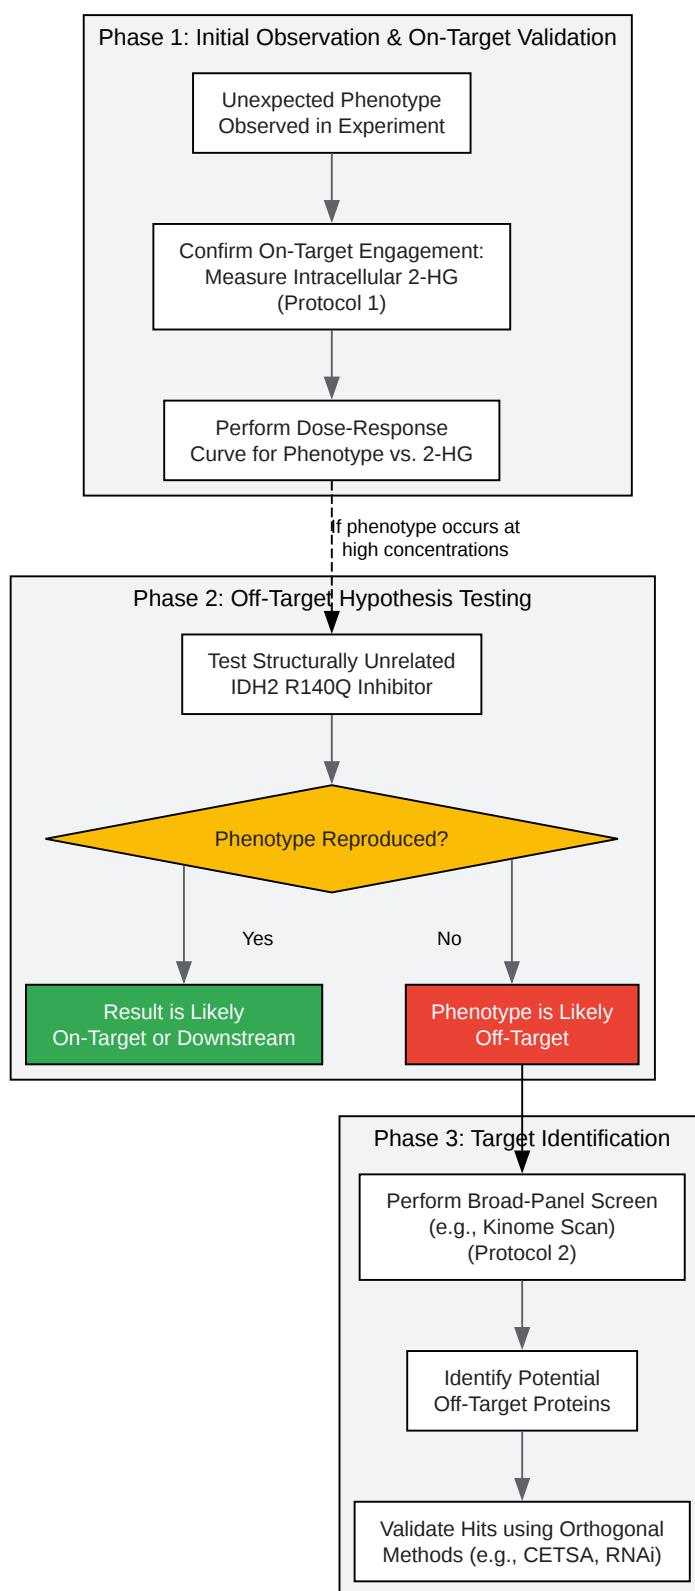 Phase 1: Initial Observation & On-Target Validation
Unexpected Phenotype
Observed in Experiment
Confirm On-Target Engagement:
Measure Intracellular 2-HG
(Protocol 1)
Perform Dose-Response
Curve for Phenotype vs. 2-HG
If phenotype occurs at
high concentrations
Phase 2: Off-Target Hypothesis Testing
Test Structurally Unrelated
IDH2 R140Q Inhibitor
Phenotype Reproduced?
Yes
No
Result is Likely
On-Target or Downstream
Phenotype is Likely
Off-Target
Phase 3: Target Identification
Perform Broad-Panel Screen
(e.g., Kinome Scan)
(Protocol 2)
Identify Potential
Off-Target Proteins
Validate Hits using Orthogonal
Methods (e.g., CETSA, RNAi)